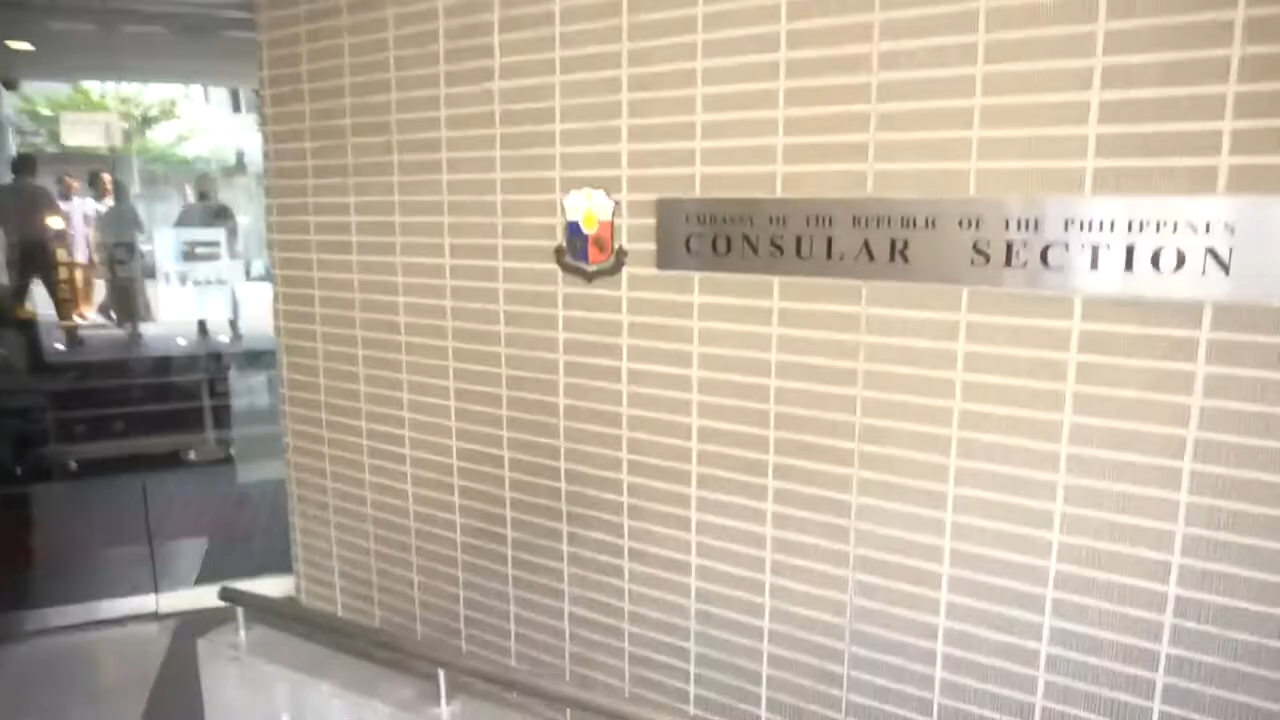 EMBASSY OF THE REPUBLIC OF THE PHILIPPINES
CONSULAR SECTION